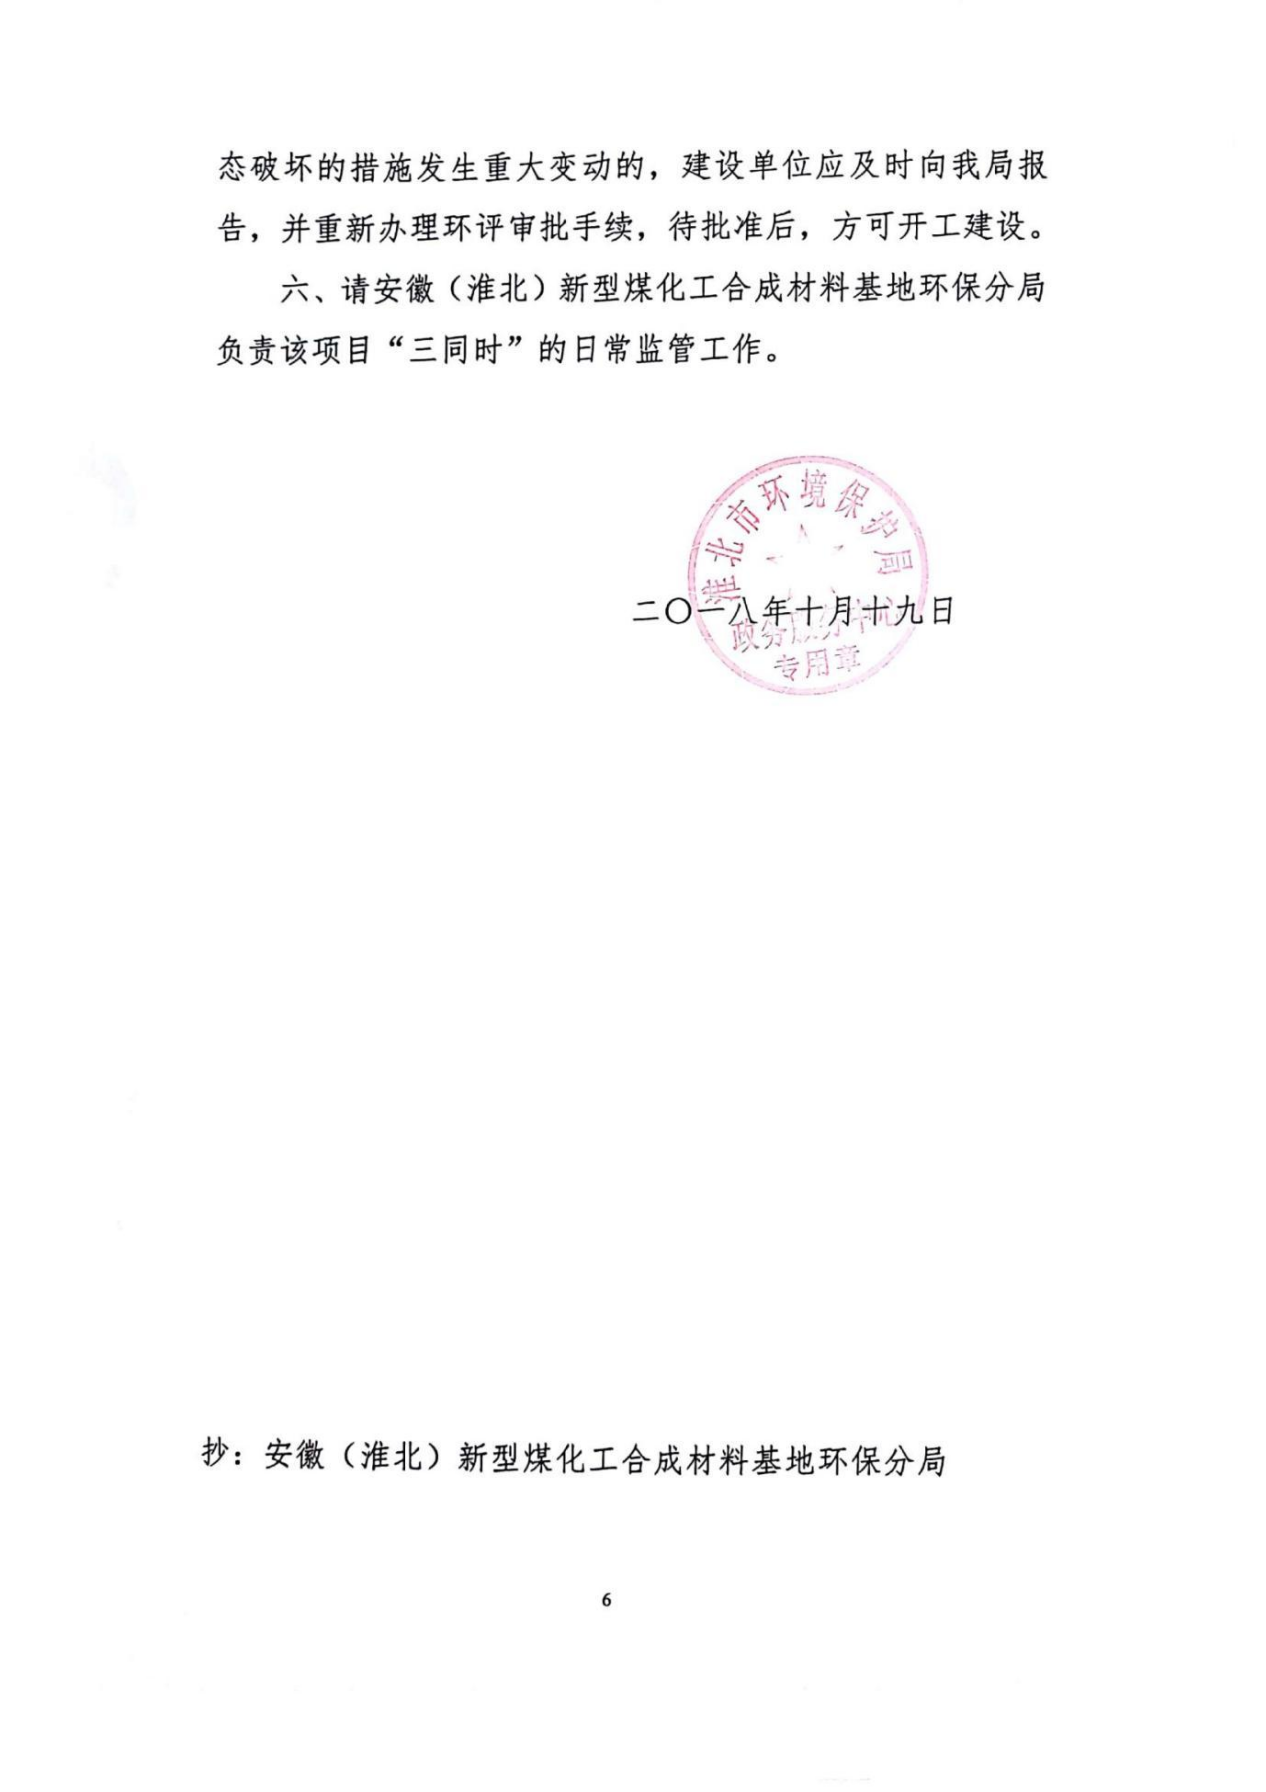 态破坏的措施发生重大变动的，建设单位应及时向我局报
告，并重新办理环评审批手续，待批准后，方可开工建设。
六、请安徽（淮北）新型煤化工合成材料基地环保分局
负责该项目“三同时”的日常监管工作。
淮北市环境保护局
二〇一八年十月十九日
政务服务中心
专用章
抄：安徽（淮北）新型煤化工合成材料基地环保分局
6